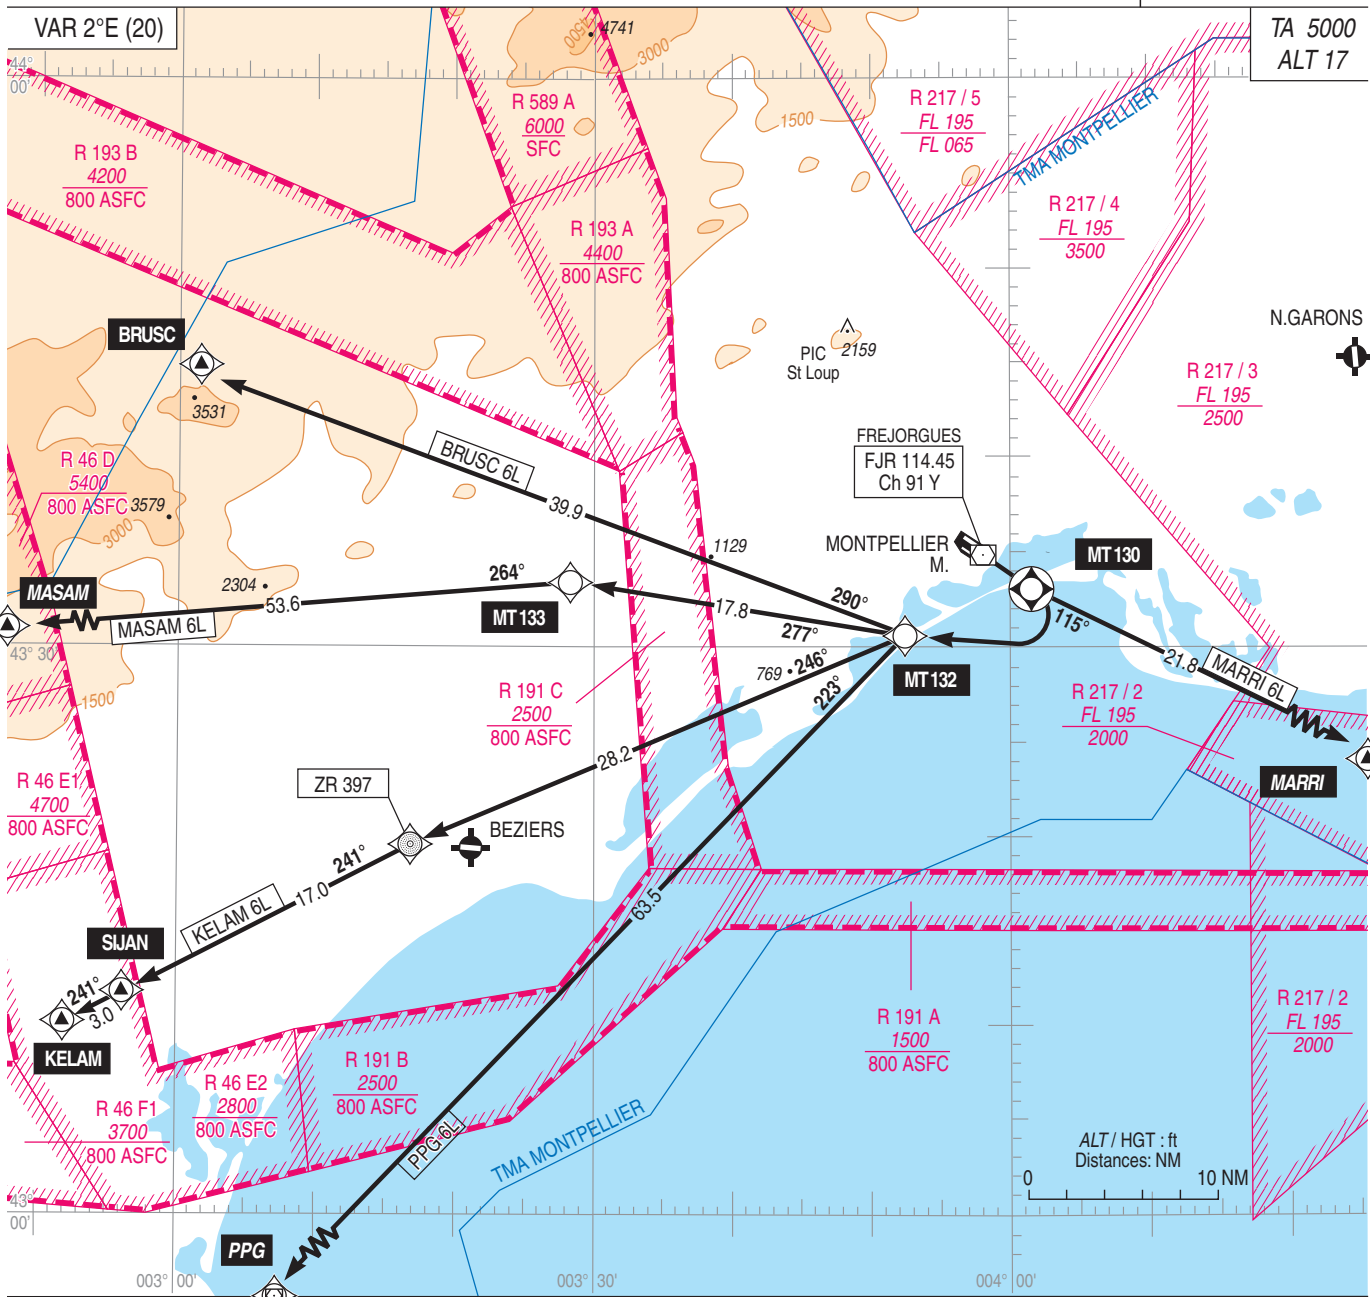 VAR 2°E (20)
TA 5000
ALT 17
44°
00'
4741
1500
3000
R 589 A
6000
SFC
1500
R 217 / 5
FL 195
FL 065
TMA MONTPELLIER
R 193 B
4200
800 ASFC
R 217 / 4
FL 195
3500
R 193 A
4400
800 ASFC
N.GARONS
BRUSC
PIC
St Loup
2159
R 217 / 3
FL 195
2500
3531
FREJORGUES
FJR 114.45
Ch 91 Y
BRUSC 6L
R 46 D
5400
800 ASFC
3579
3000
39.9
1129
MONTPELLIER
M.
MT130
MASAM
2304
264°
53.6
MASAM 6L
MT133
17.8
290°
277°
115°
43° 30'
769
246°
223°
MT132
21.8
MARRI 6L
1500
R 191 C
2500
800 ASFC
R 217 / 2
FL 195
2000
28.2
MARRI
R 46 E1
4700
800 ASFC
ZR 397
BEZIERS
241°
17.0
63.5
KELAM 6L
SIJAN
241°
3.0
KELAM
R 191 A
1500
800 ASFC
R 217 / 2
FL 195
2000
R 191 B
2500
800 ASFC
R 46 E2
2800
800 ASFC
R 46 F1
3700
800 ASFC
PPG 6L
TMA MONTPELLIER
ALT / HGT : ft
Distances: NM
0
10 NM
43°
00'
PPG
003° 00'
003° 30'
004° 00'